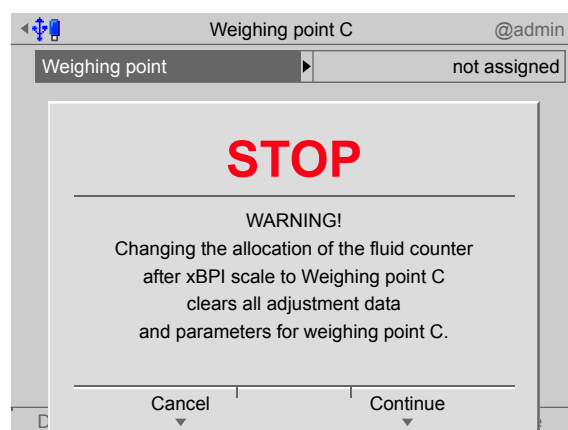 Weighing point C @admin
Weighing point not assigned
STOP
WARNING!
Changing the allocation of the fluid counter
after xBPI scale to Weighing point C
clears all adjustment data
and parameters for weighing point C.
Cancel Continue